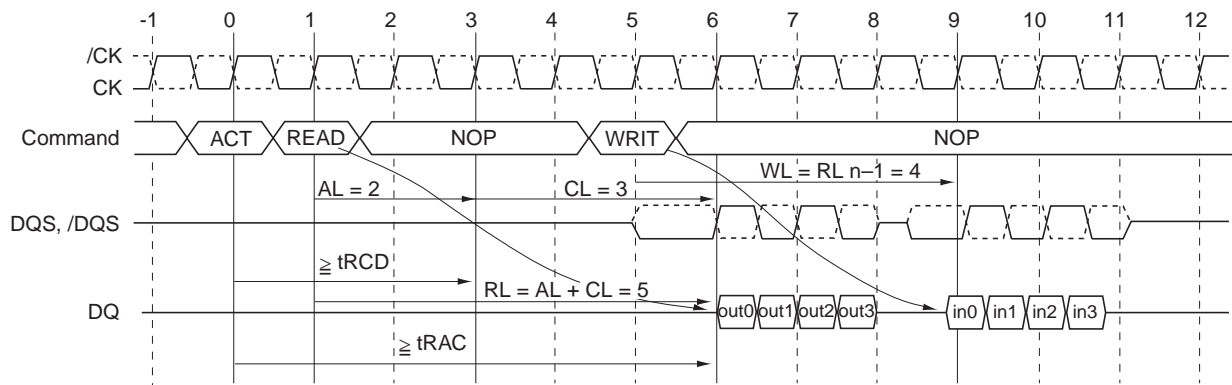 -1 0 1 2 3 4 5 6 7 8 9 10 11 12
/CK
CK
Command ACT READ NOP WRIT NOP
WL = RL n–1 = 4
AL = 2 CL = 3
DQS, /DQS
≧ tRCD
RL = AL + CL = 5
DQ out0 out1 out2 out3 in0 in1 in2 in3
≧ tRAC